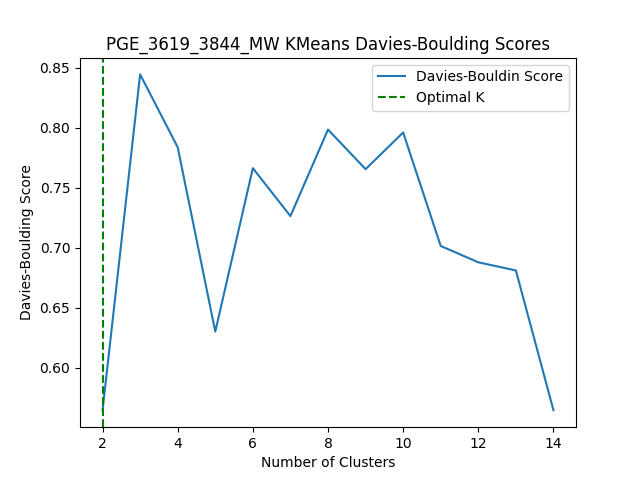 PGE_3619_3844_MW KMeans Davies-Boulding Scores
Davies-Bouldin Score
Optimal K
0.85
0.80
0.75
0.70
0.65
0.60
Davies-Boulding Score
2 4 6 8 10 12 14
Number of Clusters